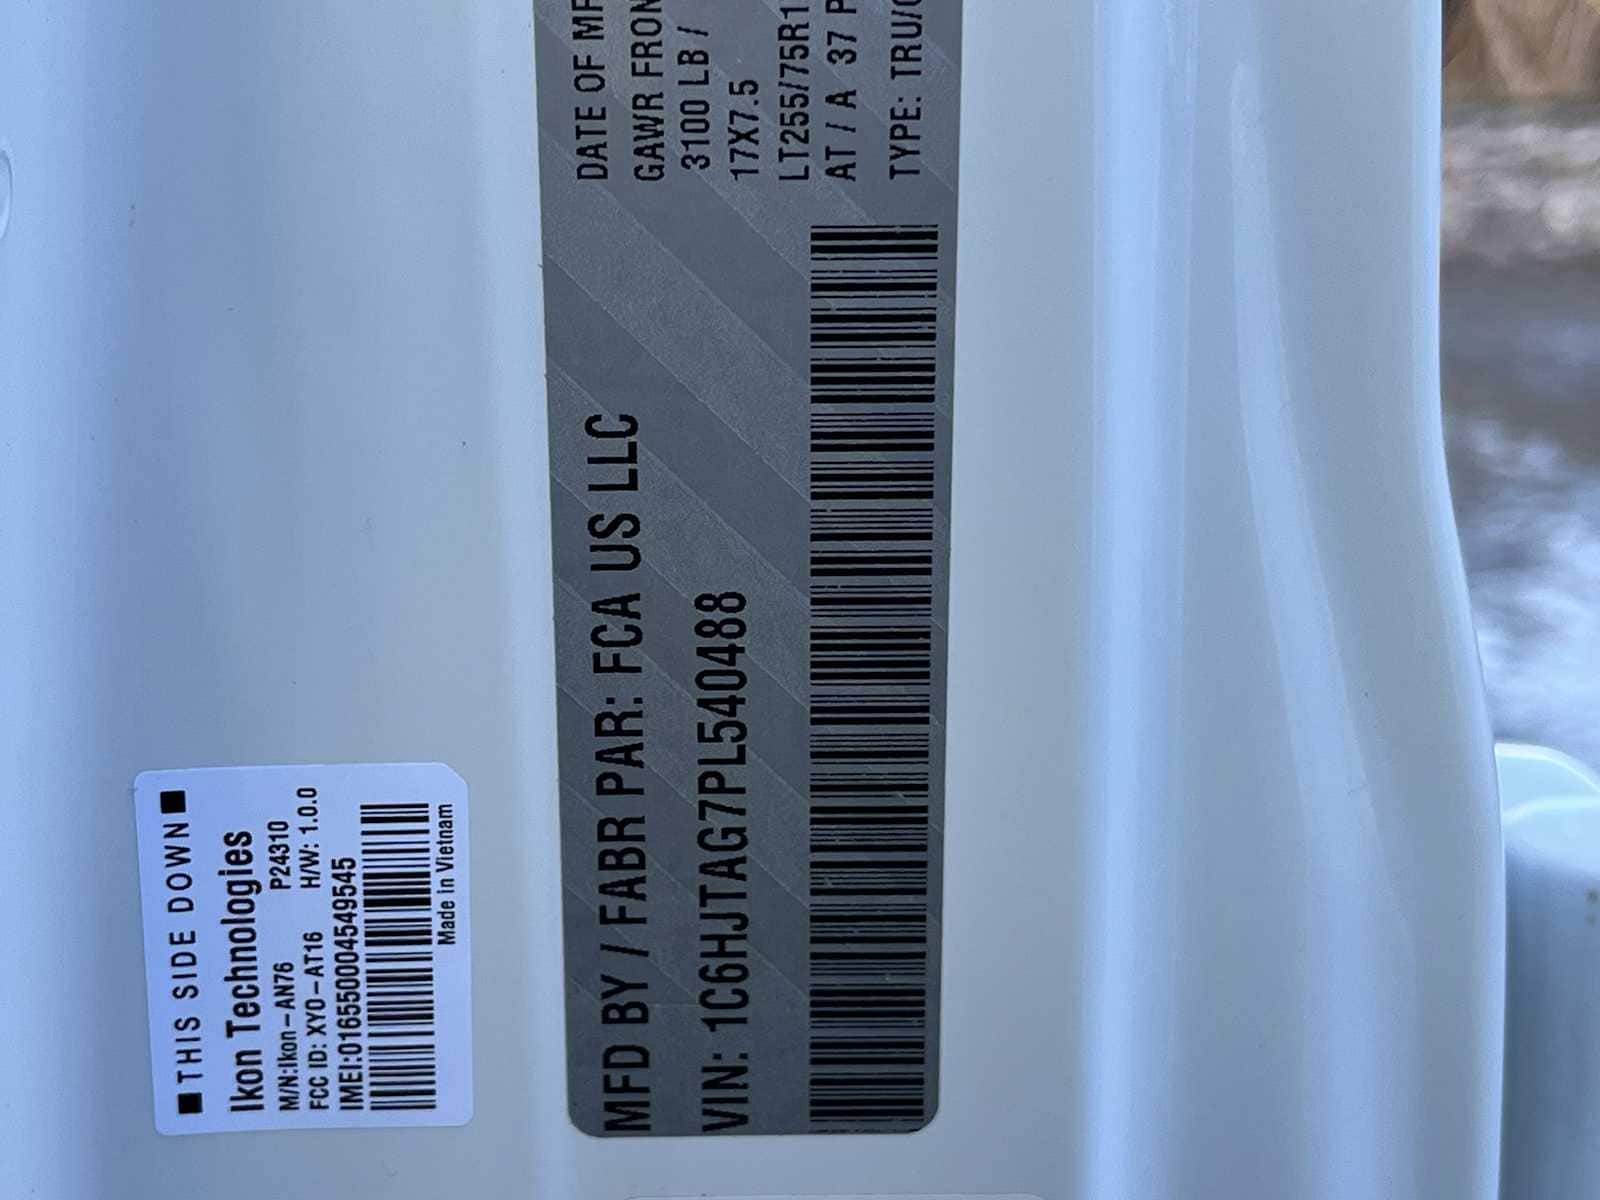 ■ THIS SIDE DOWN ■
Ikon Technologies
M/N:Ikon-AN76 P24310
FCC ID: XYO-AT16 H/W: 1.0.0
IMEI:016550004549545
Made in Vietnam
MFD BY / FABR PAR: FCA US LLC
VIN: 1C6HJTAG7PL540488
DATE OF
GAWR
3100 LB /
17X7.5
LT255/75R1
AT / A 37
TYPE: